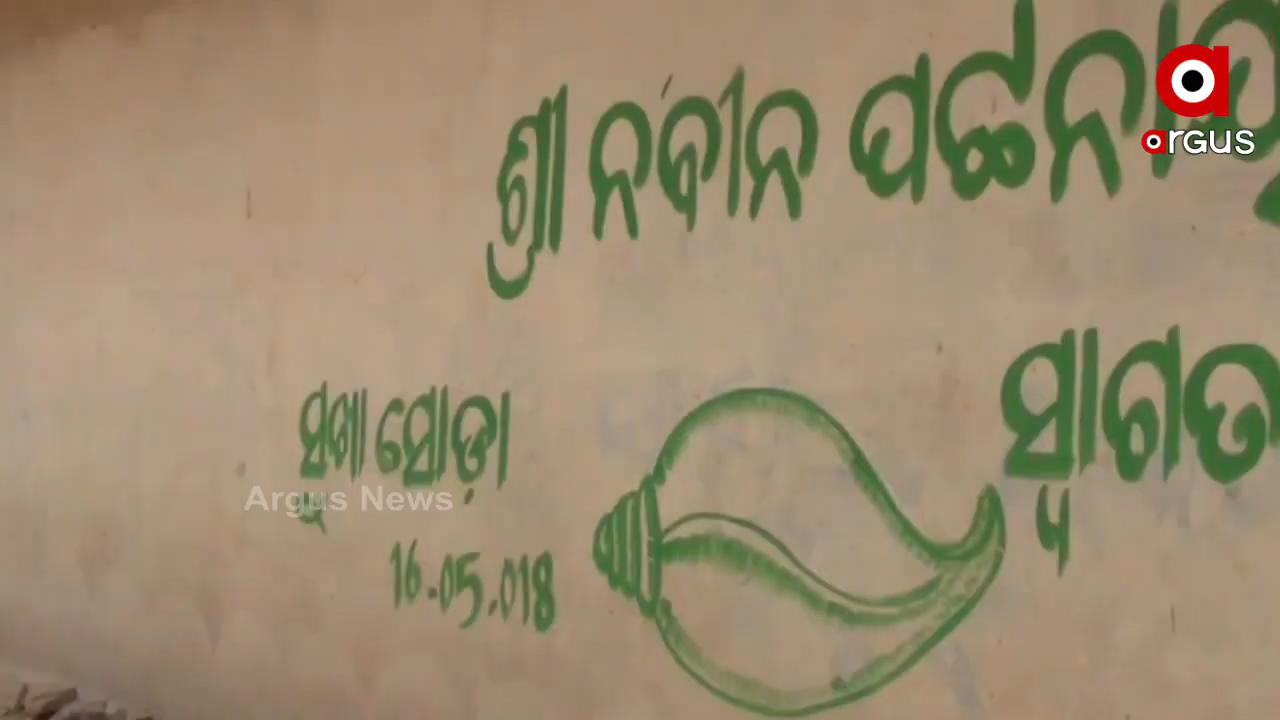 ଶ୍ରୀ ନବୀନ ପଟ୍ଟନାୟ
argus
ସ୍ୱାଗତ
ସୁଖା ସୋଡ଼ା
Argus News
16.05.018